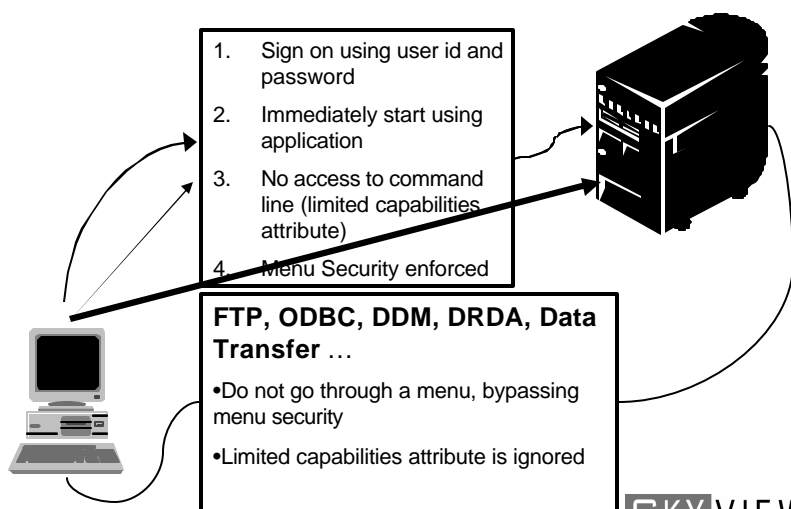 1. Sign on using user id and
password
2. Immediately start using
application
3. No access to command
line (limited capabilities
attribute)
4. Menu Security enforced
FTP, ODBC, DDM, DRDA, Data
Transfer …
•Do not go through a menu, bypassing
menu security
•Limited capabilities attribute is ignored
SKYVIEW